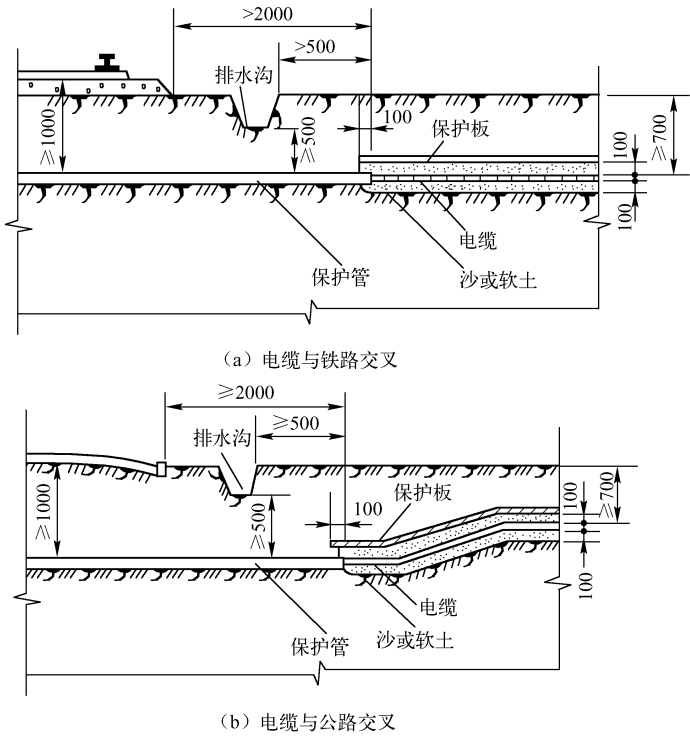 >2000
>500
排水沟
≥1000
≥500
100
保护板
100
≥700
100
电缆
保护管
沙或软土
（a）电缆与铁路交叉
≥2000
≥500
排水沟
≥1000
≥500
100
保护板
100
≥700
100
电缆
保护管
沙或软土
（b）电缆与公路交叉